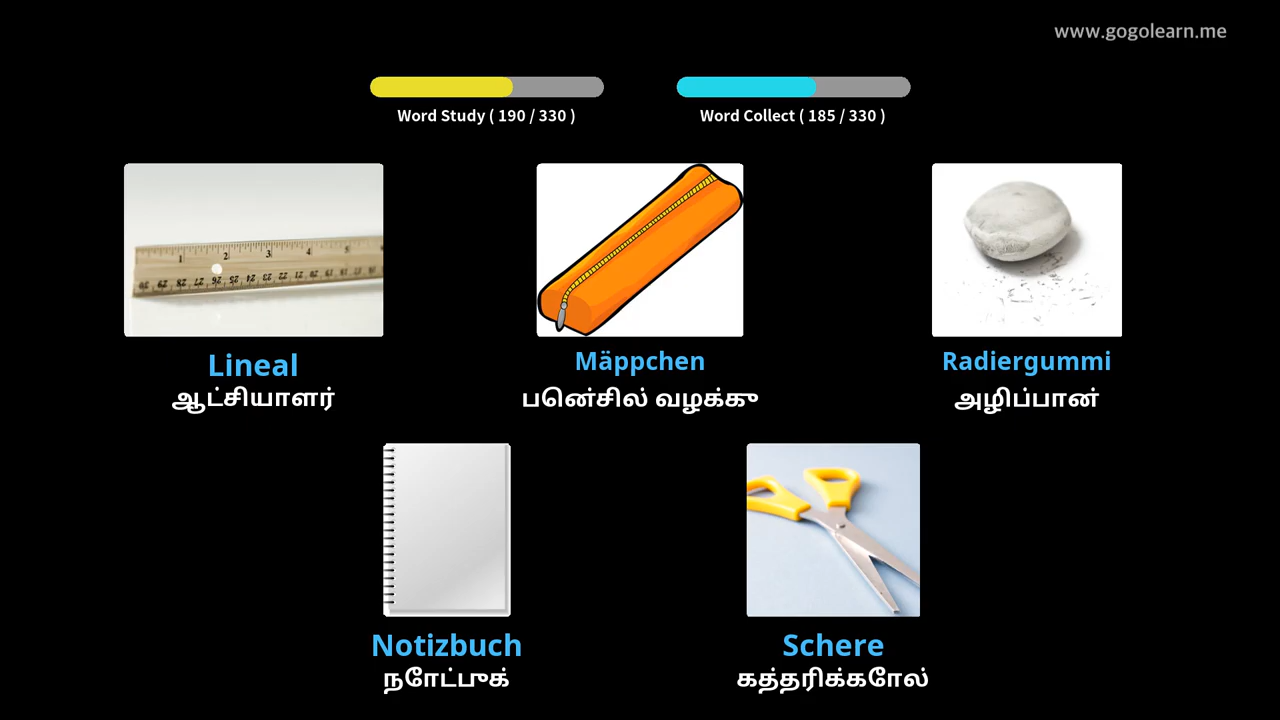 www.gogolearn.me
Word Study ( 190 / 330 )
Word Collect ( 185 / 330 )
Lineal
ஆட்சியாளர்
Mäppchen
பென்சில் வழக்கு
Radiergummi
அழிப்பான்
Notizbuch
நோட்புக்
Schere
கத்தரிக்கோல்